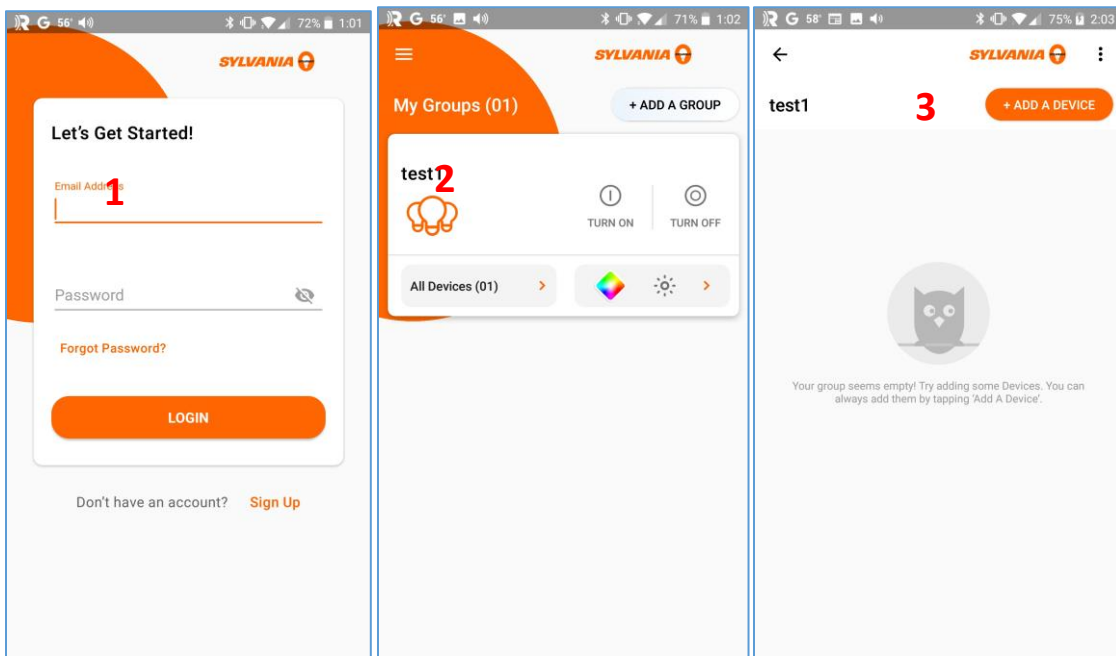 G 56° 72% 1:01
SYLVANIA
Let's Get Started!
Email Address
1
Password
Forgot Password?
LOGIN
Don't have an account? Sign Up
G 56° 71% 1:02
SYLVANIA
My Groups (01) + ADD A GROUP
test1
2
TURN ON TURN OFF
All Devices (01)
G 58° 75% 2:03
SYLVANIA
test1 3 + ADD A DEVICE
Your group seems empty! Try adding some Devices. You can
always add them by tapping 'Add A Device'.